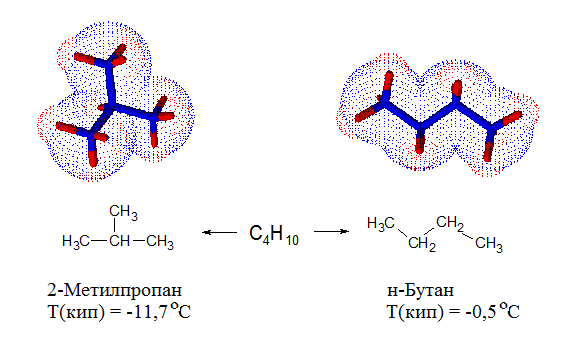 CH₃
H₃C—CH—CH₃
C₄H₁₀
H₃C
CH₂
CH₂
CH₃
2-Метилпропан
Т(кип) = -11,7 °С
н-Бутан
Т(кип) = -0,5 °С